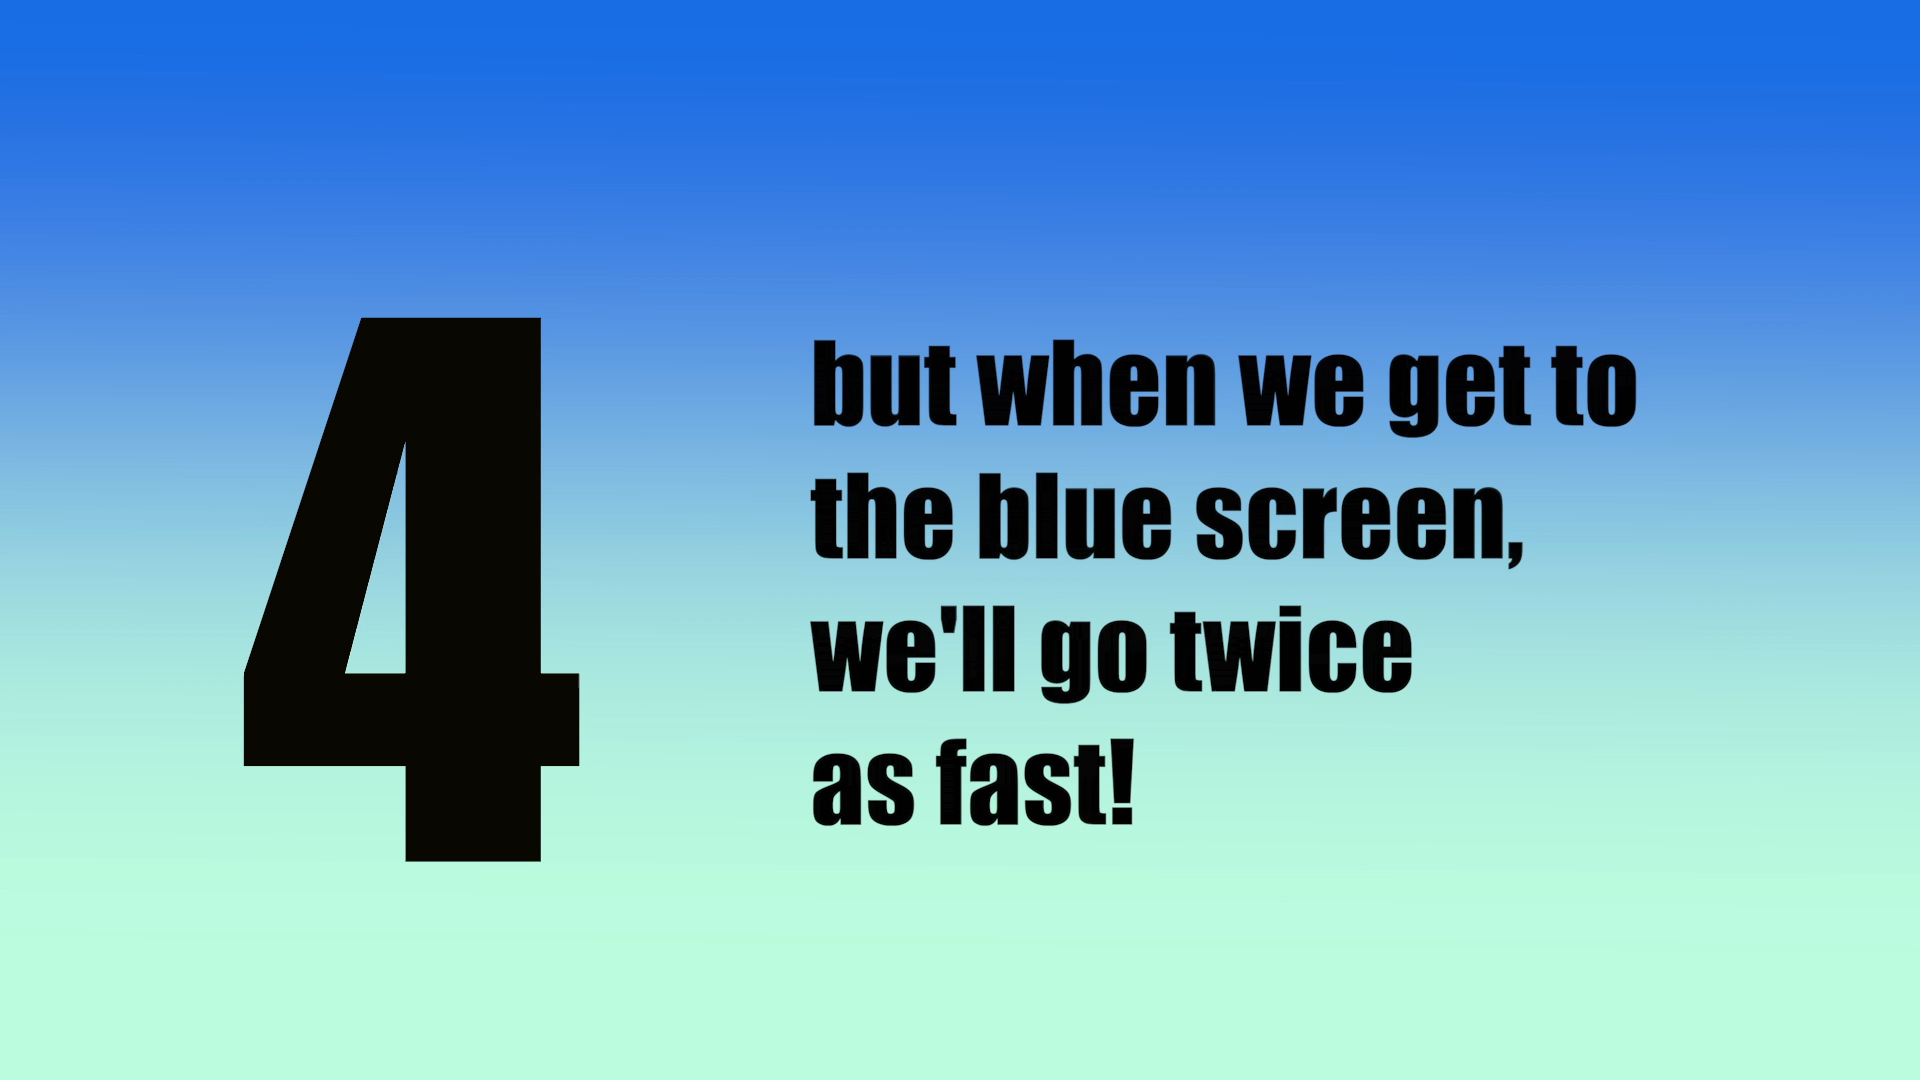 4
but when we get to
the blue screen,
we'll go twice
as fast!